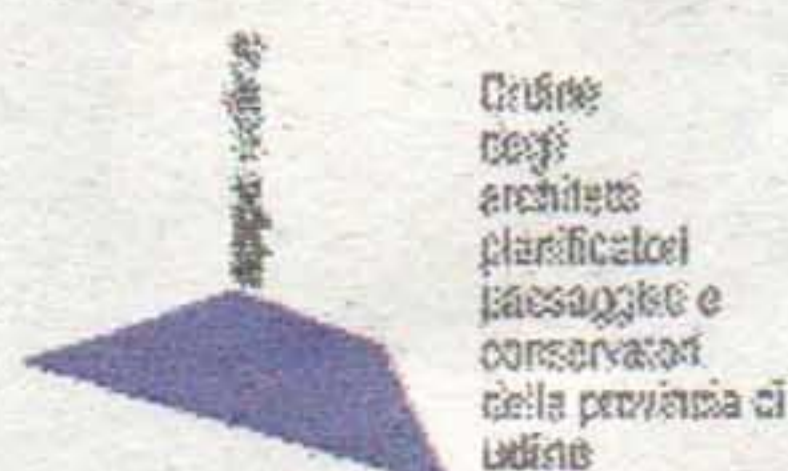 Ordine
degli
architetti
pianificatori
paesaggisti e
conservatori
della provincia di
udine